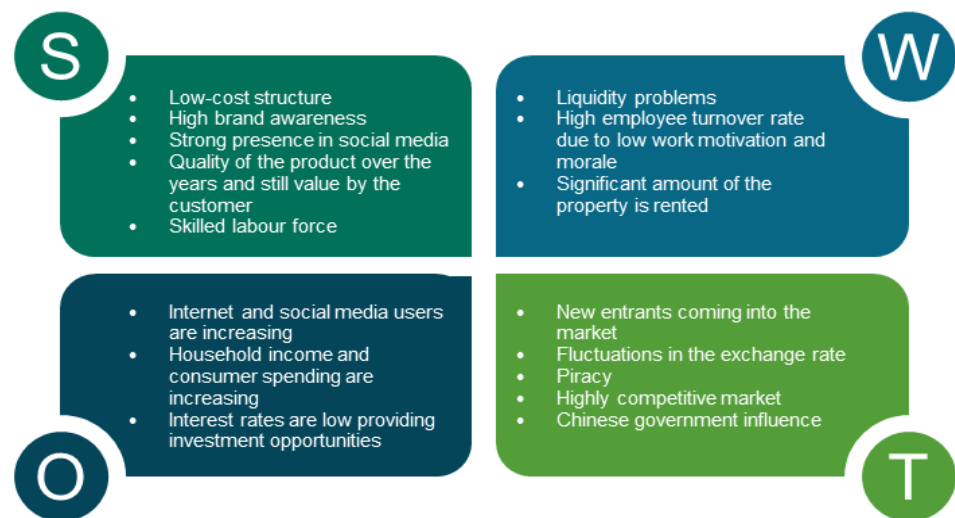 S
• Low-cost structure
• High brand awareness
• Strong presence in social media
• Quality of the product over the
years and still value by the
customer
• Skilled labour force
W
• Liquidity problems
• High employee turnover rate
due to low work motivation and
morale
• Significant amount of the
property is rented
O
• Internet and social media users
are increasing
• Household income and
consumer spending are
increasing
• Interest rates are low providing
investment opportunities
T
• New entrants coming into the
market
• Fluctuations in the exchange rate
• Piracy
• Highly competitive market
• Chinese government influence